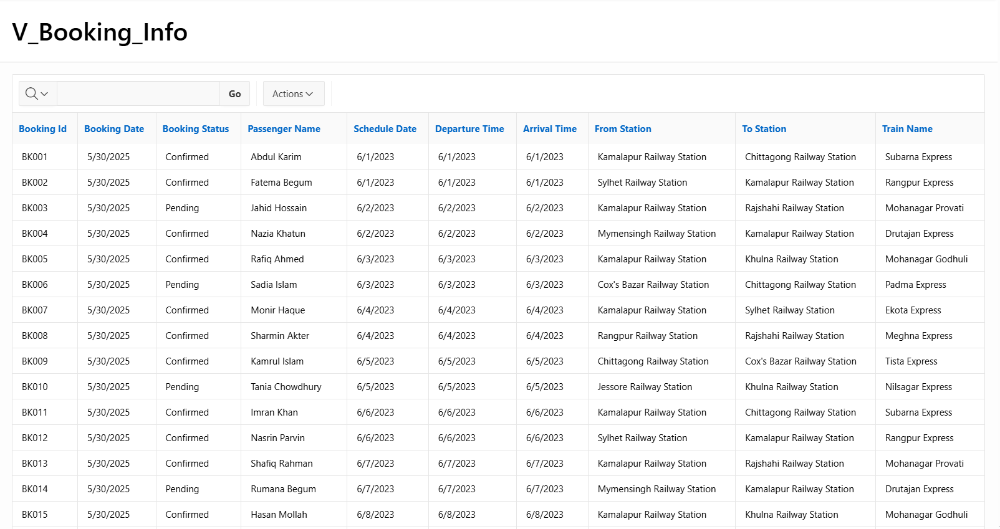 V_Booking_Info
Go Actions
Booking Id Booking Date Booking Status Passenger Name Schedule Date Departure Time Arrival Time From Station To Station Train Name
BK001 5/30/2025 Confirmed Abdul Karim 6/1/2023 6/1/2023 6/1/2023 Kamalapur Railway Station Chittagong Railway Station Subarna Express
BK002 5/30/2025 Confirmed Fatema Begum 6/1/2023 6/1/2023 6/1/2023 Sylhet Railway Station Kamalapur Railway Station Rangpur Express
BK003 5/30/2025 Pending Jahid Hossain 6/2/2023 6/2/2023 6/2/2023 Kamalapur Railway Station Rajshahi Railway Station Mohanagar Provati
BK004 5/30/2025 Confirmed Nazia Khatun 6/2/2023 6/2/2023 6/2/2023 Mymensingh Railway Station Kamalapur Railway Station Drutajan Express
BK005 5/30/2025 Confirmed Rafiq Ahmed 6/3/2023 6/3/2023 6/3/2023 Kamalapur Railway Station Khulna Railway Station Mohanagar Godhuli
BK006 5/30/2025 Pending Sadia Islam 6/3/2023 6/3/2023 6/3/2023 Cox's Bazar Railway Station Chittagong Railway Station Padma Express
BK007 5/30/2025 Confirmed Monir Haque 6/4/2023 6/4/2023 6/4/2023 Kamalapur Railway Station Sylhet Railway Station Ekota Express
BK008 5/30/2025 Confirmed Sharmin Akter 6/4/2023 6/4/2023 6/4/2023 Rangpur Railway Station Rajshahi Railway Station Meghna Express
BK009 5/30/2025 Confirmed Kamrul Islam 6/5/2023 6/5/2023 6/5/2023 Chittagong Railway Station Cox's Bazar Railway Station Tista Express
BK010 5/30/2025 Pending Tania Chowdhury 6/5/2023 6/5/2023 6/5/2023 Jessore Railway Station Khulna Railway Station Nilsagar Express
BK011 5/30/2025 Confirmed Imran Khan 6/6/2023 6/6/2023 6/6/2023 Kamalapur Railway Station Chittagong Railway Station Subarna Express
BK012 5/30/2025 Confirmed Nasrin Parvin 6/6/2023 6/6/2023 6/6/2023 Sylhet Railway Station Kamalapur Railway Station Rangpur Express
BK013 5/30/2025 Confirmed Shafiq Rahman 6/7/2023 6/7/2023 6/7/2023 Kamalapur Railway Station Rajshahi Railway Station Mohanagar Provati
BK014 5/30/2025 Pending Rumana Begum 6/7/2023 6/7/2023 6/7/2023 Mymensingh Railway Station Kamalapur Railway Station Drutajan Express
BK015 5/30/2025 Confirmed Hasan Mollah 6/8/2023 6/8/2023 6/8/2023 Kamalapur Railway Station Khulna Railway Station Mohanagar Godhuli